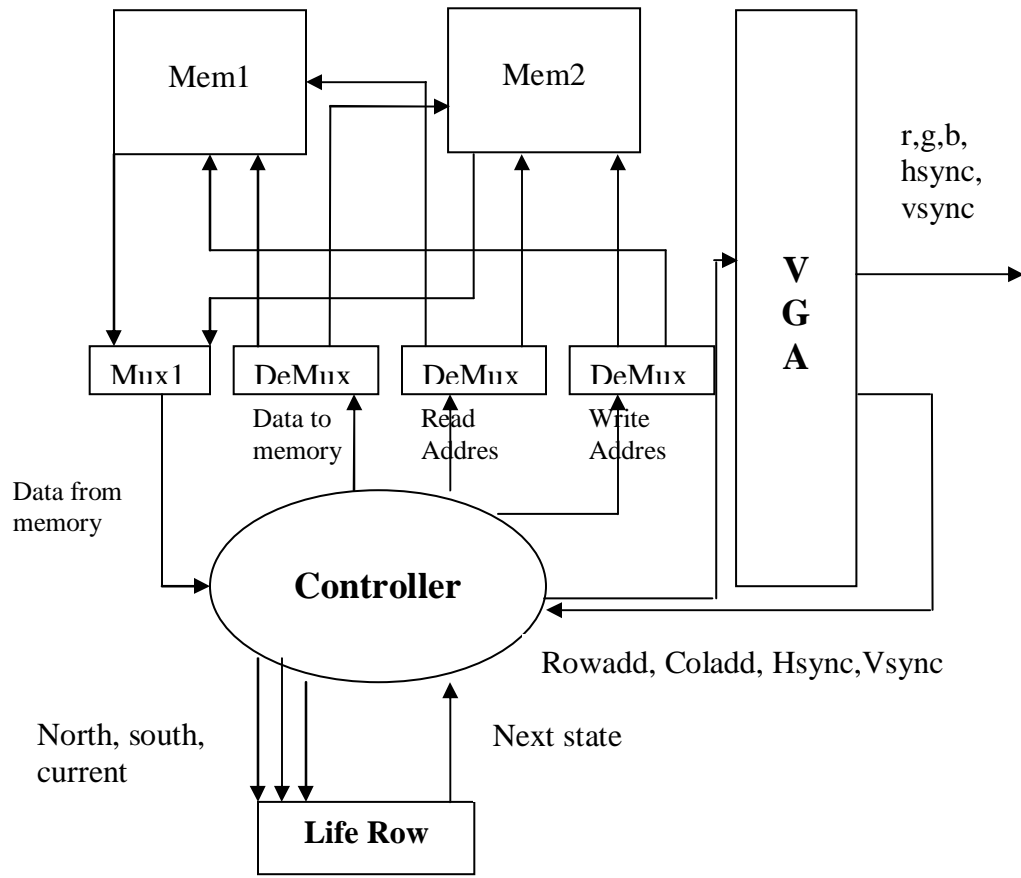 Mem1
Mem2
r,g,b,
hsync,
vsync
V
G
A
Mux1
DeMux
DeMux
DeMux
Data to
memory
Read
Addres
Write
Addres
Data from
memory
Controller
Rowadd, Coladd, Hsync,Vsync
North, south,
current
Next state
Life Row